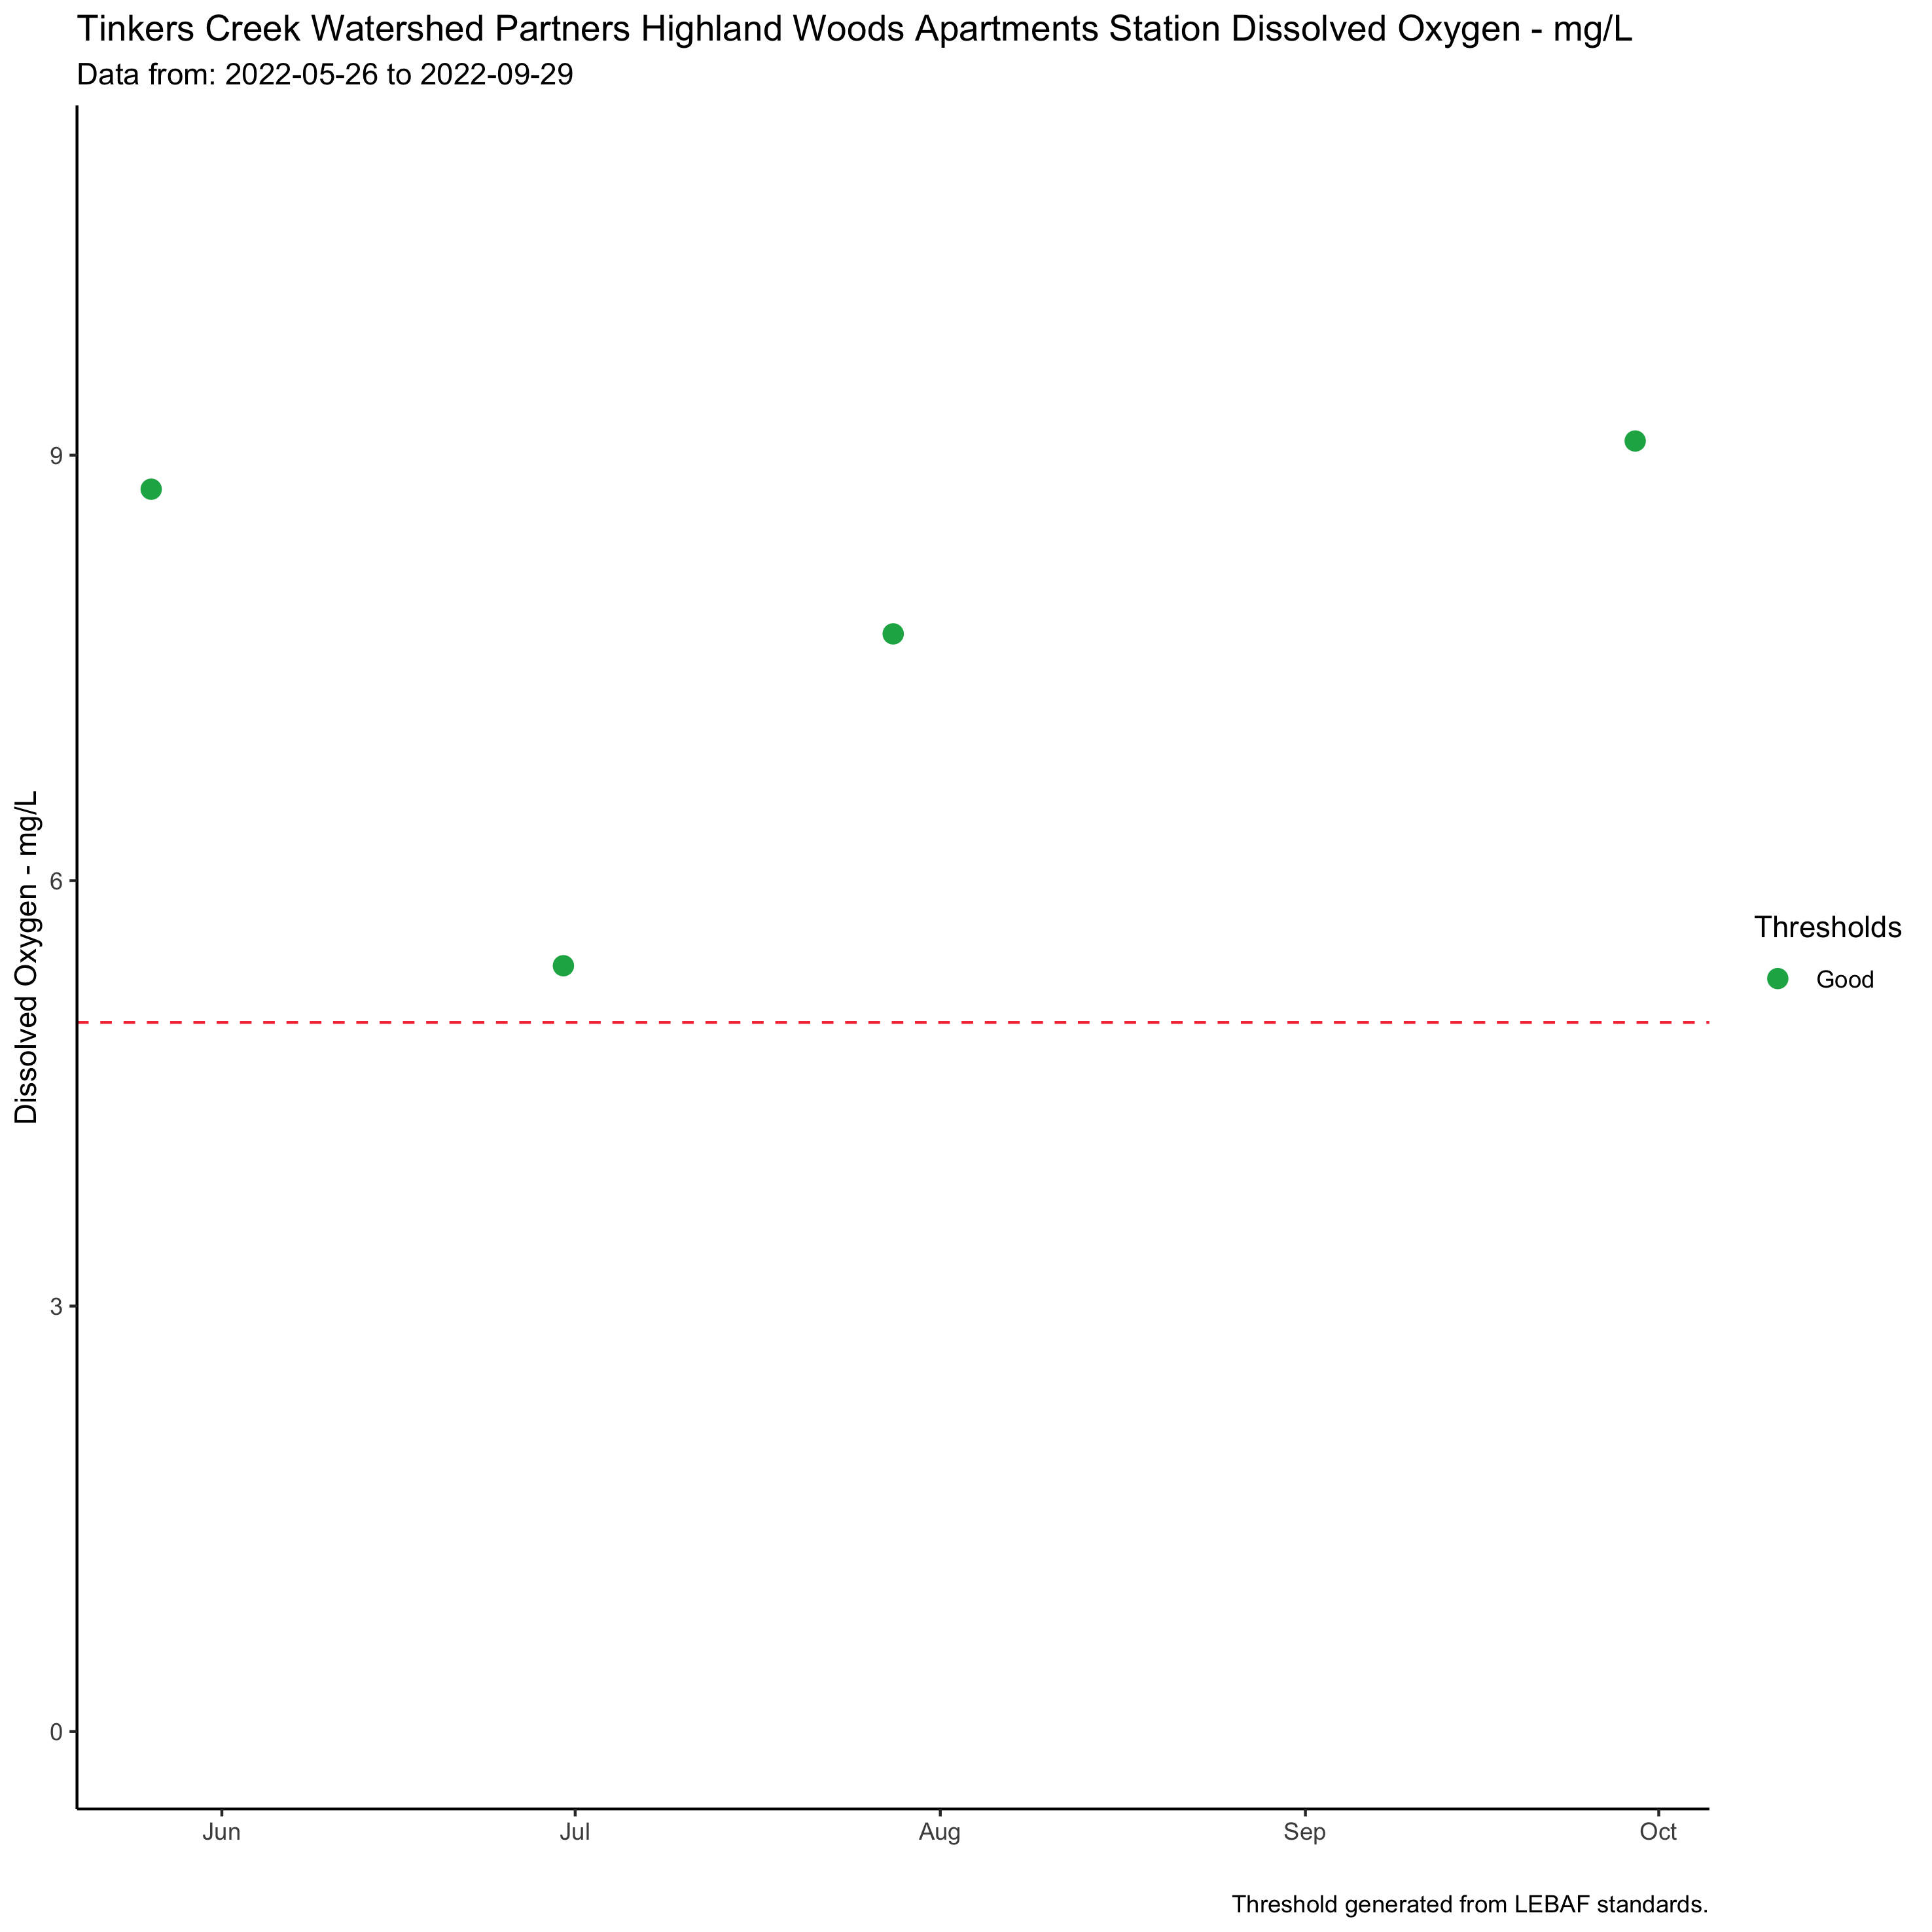 Tinkers Creek Watershed Partners Highland Woods Apartments Station Dissolved Oxygen - mg/L
Data from: 2022-05-26 to 2022-09-29
Dissolved Oxygen - mg/L
9
6
3
0
Jun Jul Aug Sep Oct
Thresholds
Good
Threshold generated from LEBAF standards.